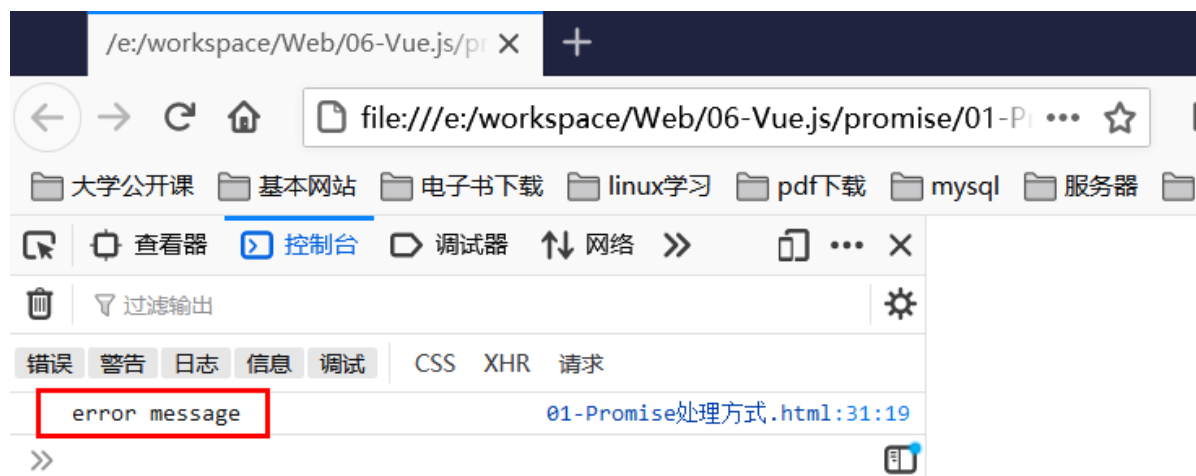 /e:/workspace/Web/06-Vue.js/pr
file:///e:/workspace/Web/06-Vue.js/promise/01-P
大学公开课 基本网站 电子书下载 linux学习 pdf下载 mysql 服务器
查看器 控制台 调试器 网络
过滤输出
错误 警告 日志 信息 调试 CSS XHR 请求
error message 01-Promise处理方式.html:31:19